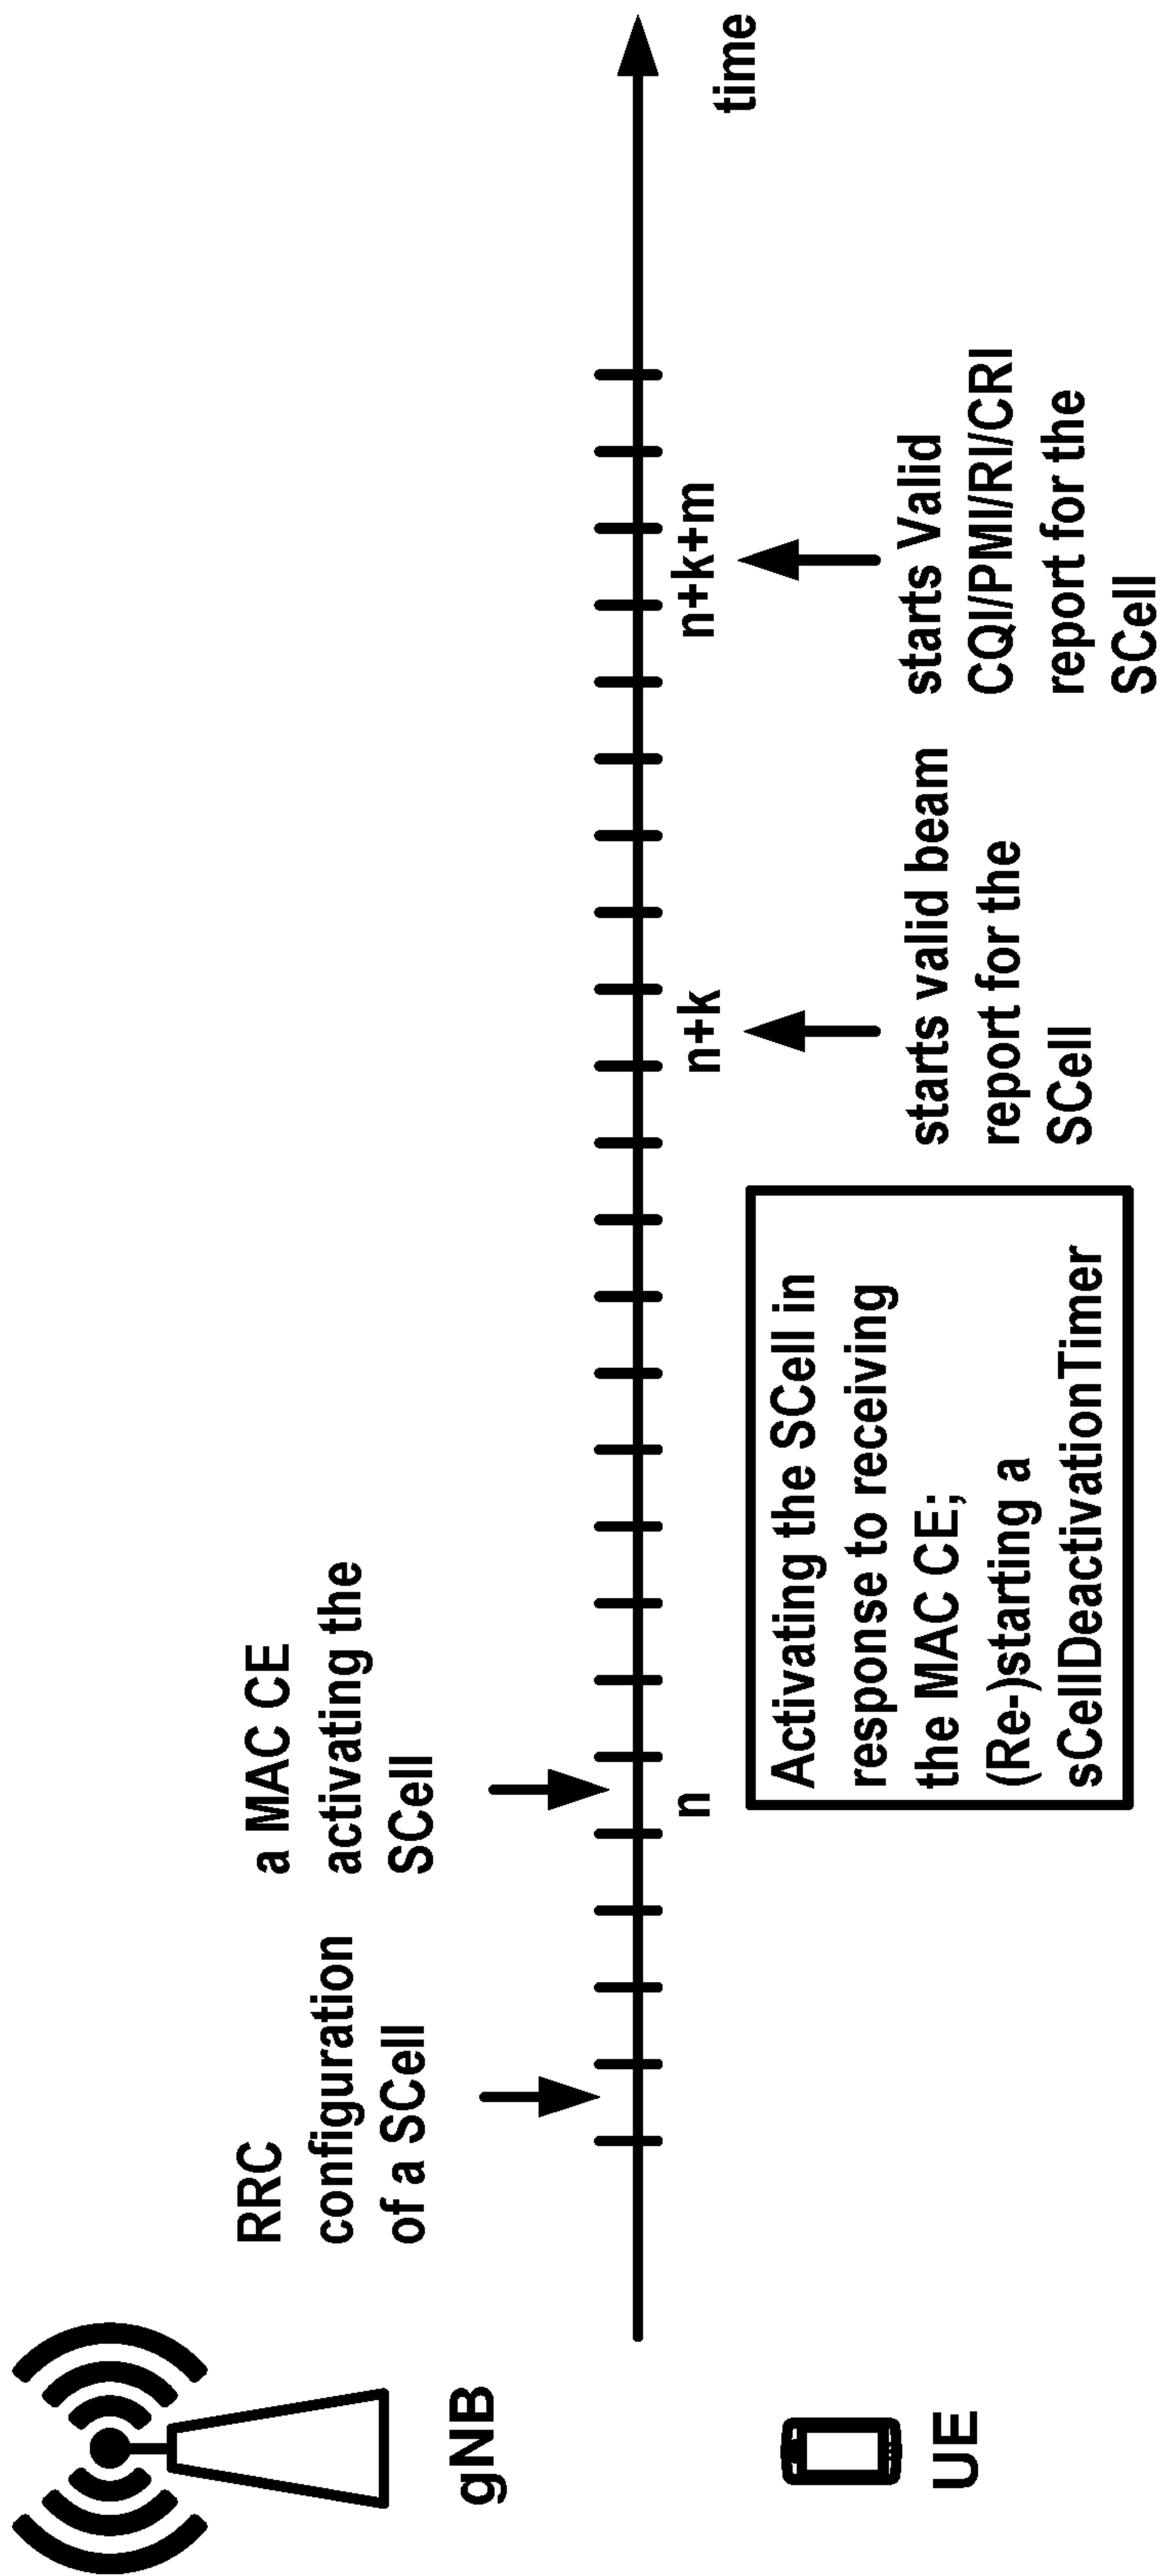 RRC
configuration
of a SCell
a MAC CE
activating the
SCell
gNB
n
n+k
n+k+m
time
UE
Activating the SCell in
response to receiving
the MAC CE;
(Re-)starting a
sCellDeactivationTimer
starts valid beam
report for the
SCell
starts Valid
CQI/PMI/RI/CRI
report for the
SCell